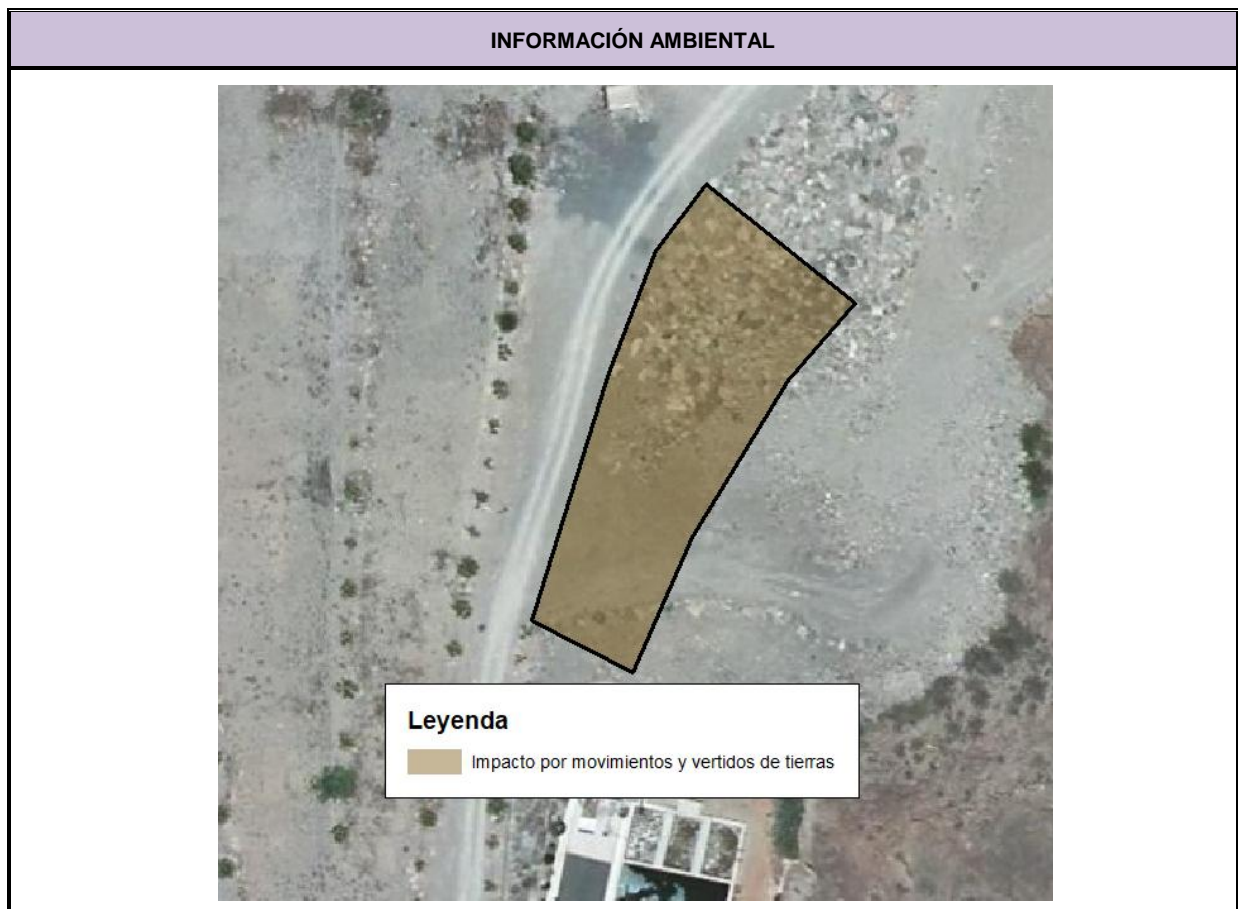 INFORMACIÓN AMBIENTAL
Leyenda
Impacto por movimientos y vertidos de tierras